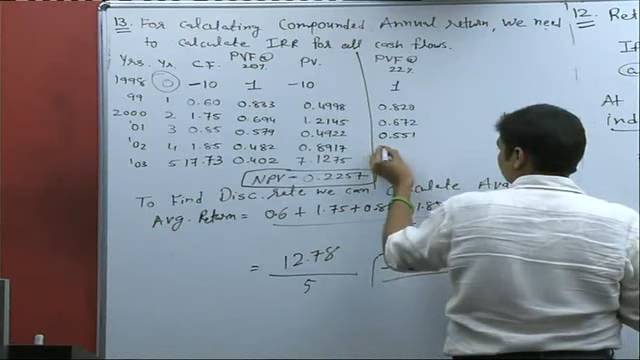 13. For calculating Compounded Annual return, we need
to calculate IRR for all cash flows.
Yrs. Yr. C.F. PVF@ 20% PV. PVF@ 22%
1998 0 -10 1 -10 1
99 1 0.60 0.833 0.4998 0.820
2000 2 1.75 0.694 1.2145 0.672
'01 3 0.85 0.579 0.4922 0.551
'02 4 1.85 0.482 0.8917
'03 5 17.73 0.402 7.1275
NPV = 0.2257
To Find Disc. rate we can Calculate Avg
Avg. Return = 0.6 + 1.75 + 0.8 1.85
= 12.78
5
12. Ret
At
ind